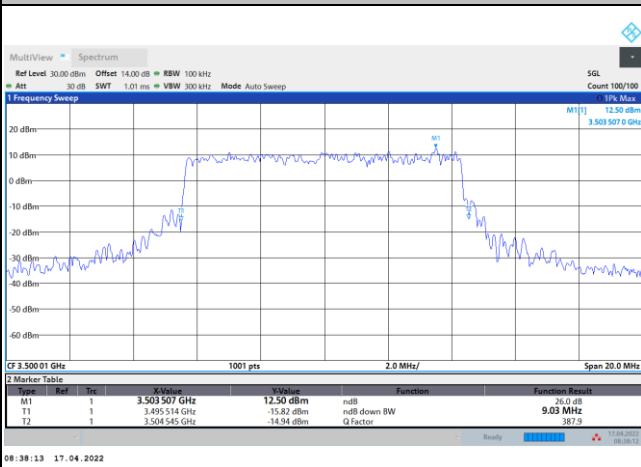 MultiView Spectrum
Ref Level 30.00 dBm Offset 14.00 dB RBW 100 kHz SGL
Att 30 dB SWT 1.01 ms VBW 300 kHz Mode Auto Sweep Count 100/100
1 Frequency Sweep 1Pk Max
M1[1] 12.50 dBm
3.503 507 0 GHz
20 dBm
M1
10 dBm
0 dBm
-10 dBm
T1
-20 dBm
-30 dBm
-40 dBm
-50 dBm
-60 dBm
CF 3.500 01 GHz 1001 pts 2.0 MHz/ Span 20.0 MHz
2 Marker Table
Type Ref Trc X-Value Y-Value Function Function Result
M1 1 3.503 507 GHz 12.50 dBm ndB 26.0 dB
T1 1 3.495 514 GHz -15.82 dBm ndB down BW 9.03 MHz
T2 1 3.504 545 GHz -14.94 dBm Q Factor 387.9
Ready 17.04.2022
08:38:12
08:38:13 17.04.2022